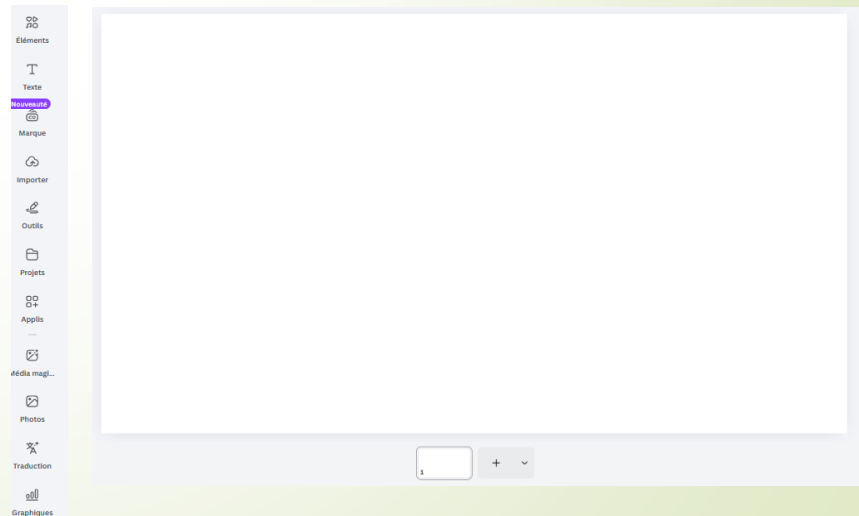 Éléments
Texte
Nouveauté
Marque
Importer
Outils
Projets
Applis
Média magi...
Photos
Traduction
Graphiques
1